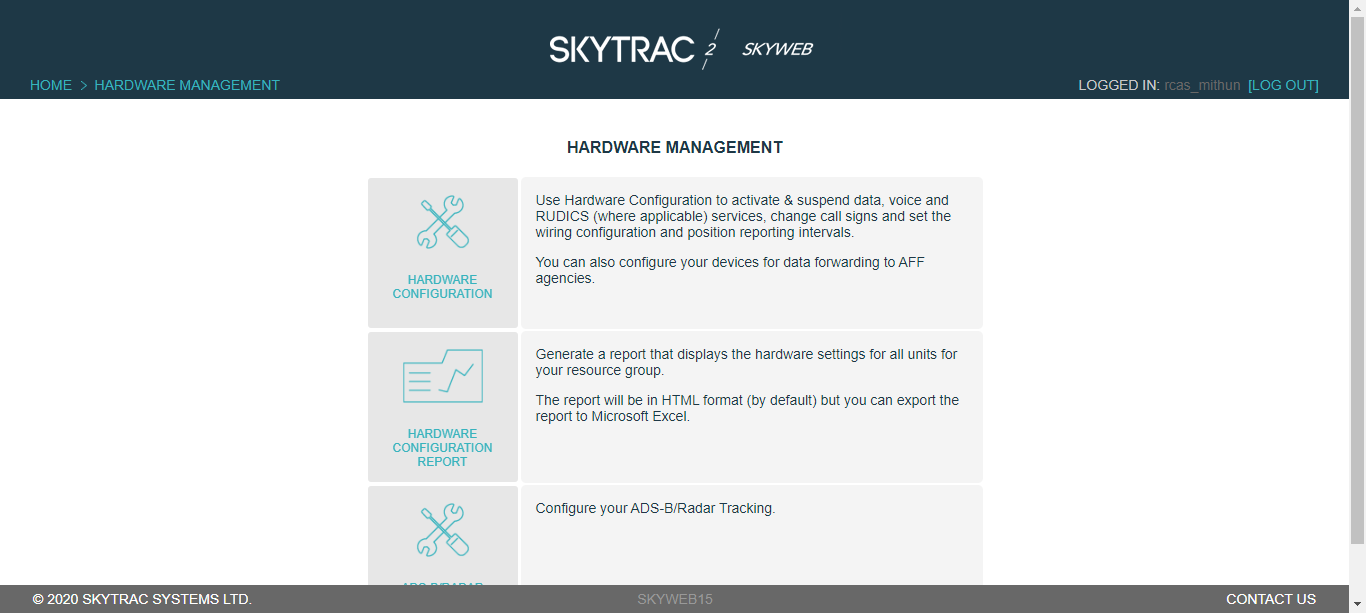 SKYTRAC 2 SKYWEB
HOME > HARDWARE MANAGEMENT
LOGGED IN: rcas_mithun [LOG OUT]
HARDWARE MANAGEMENT
HARDWARE
CONFIGURATION
Use Hardware Configuration to activate & suspend data, voice and
RUDICS (where applicable) services, change call signs and set the
wiring configuration and position reporting intervals.
You can also configure your devices for data forwarding to AFF
agencies.
HARDWARE
CONFIGURATION
REPORT
Generate a report that displays the hardware settings for all units for
your resource group.
The report will be in HTML format (by default) but you can export the
report to Microsoft Excel.
ADS-B/RADAR
Configure your ADS-B/Radar Tracking.
© 2020 SKYTRAC SYSTEMS LTD.
SKYWEB15
CONTACT US